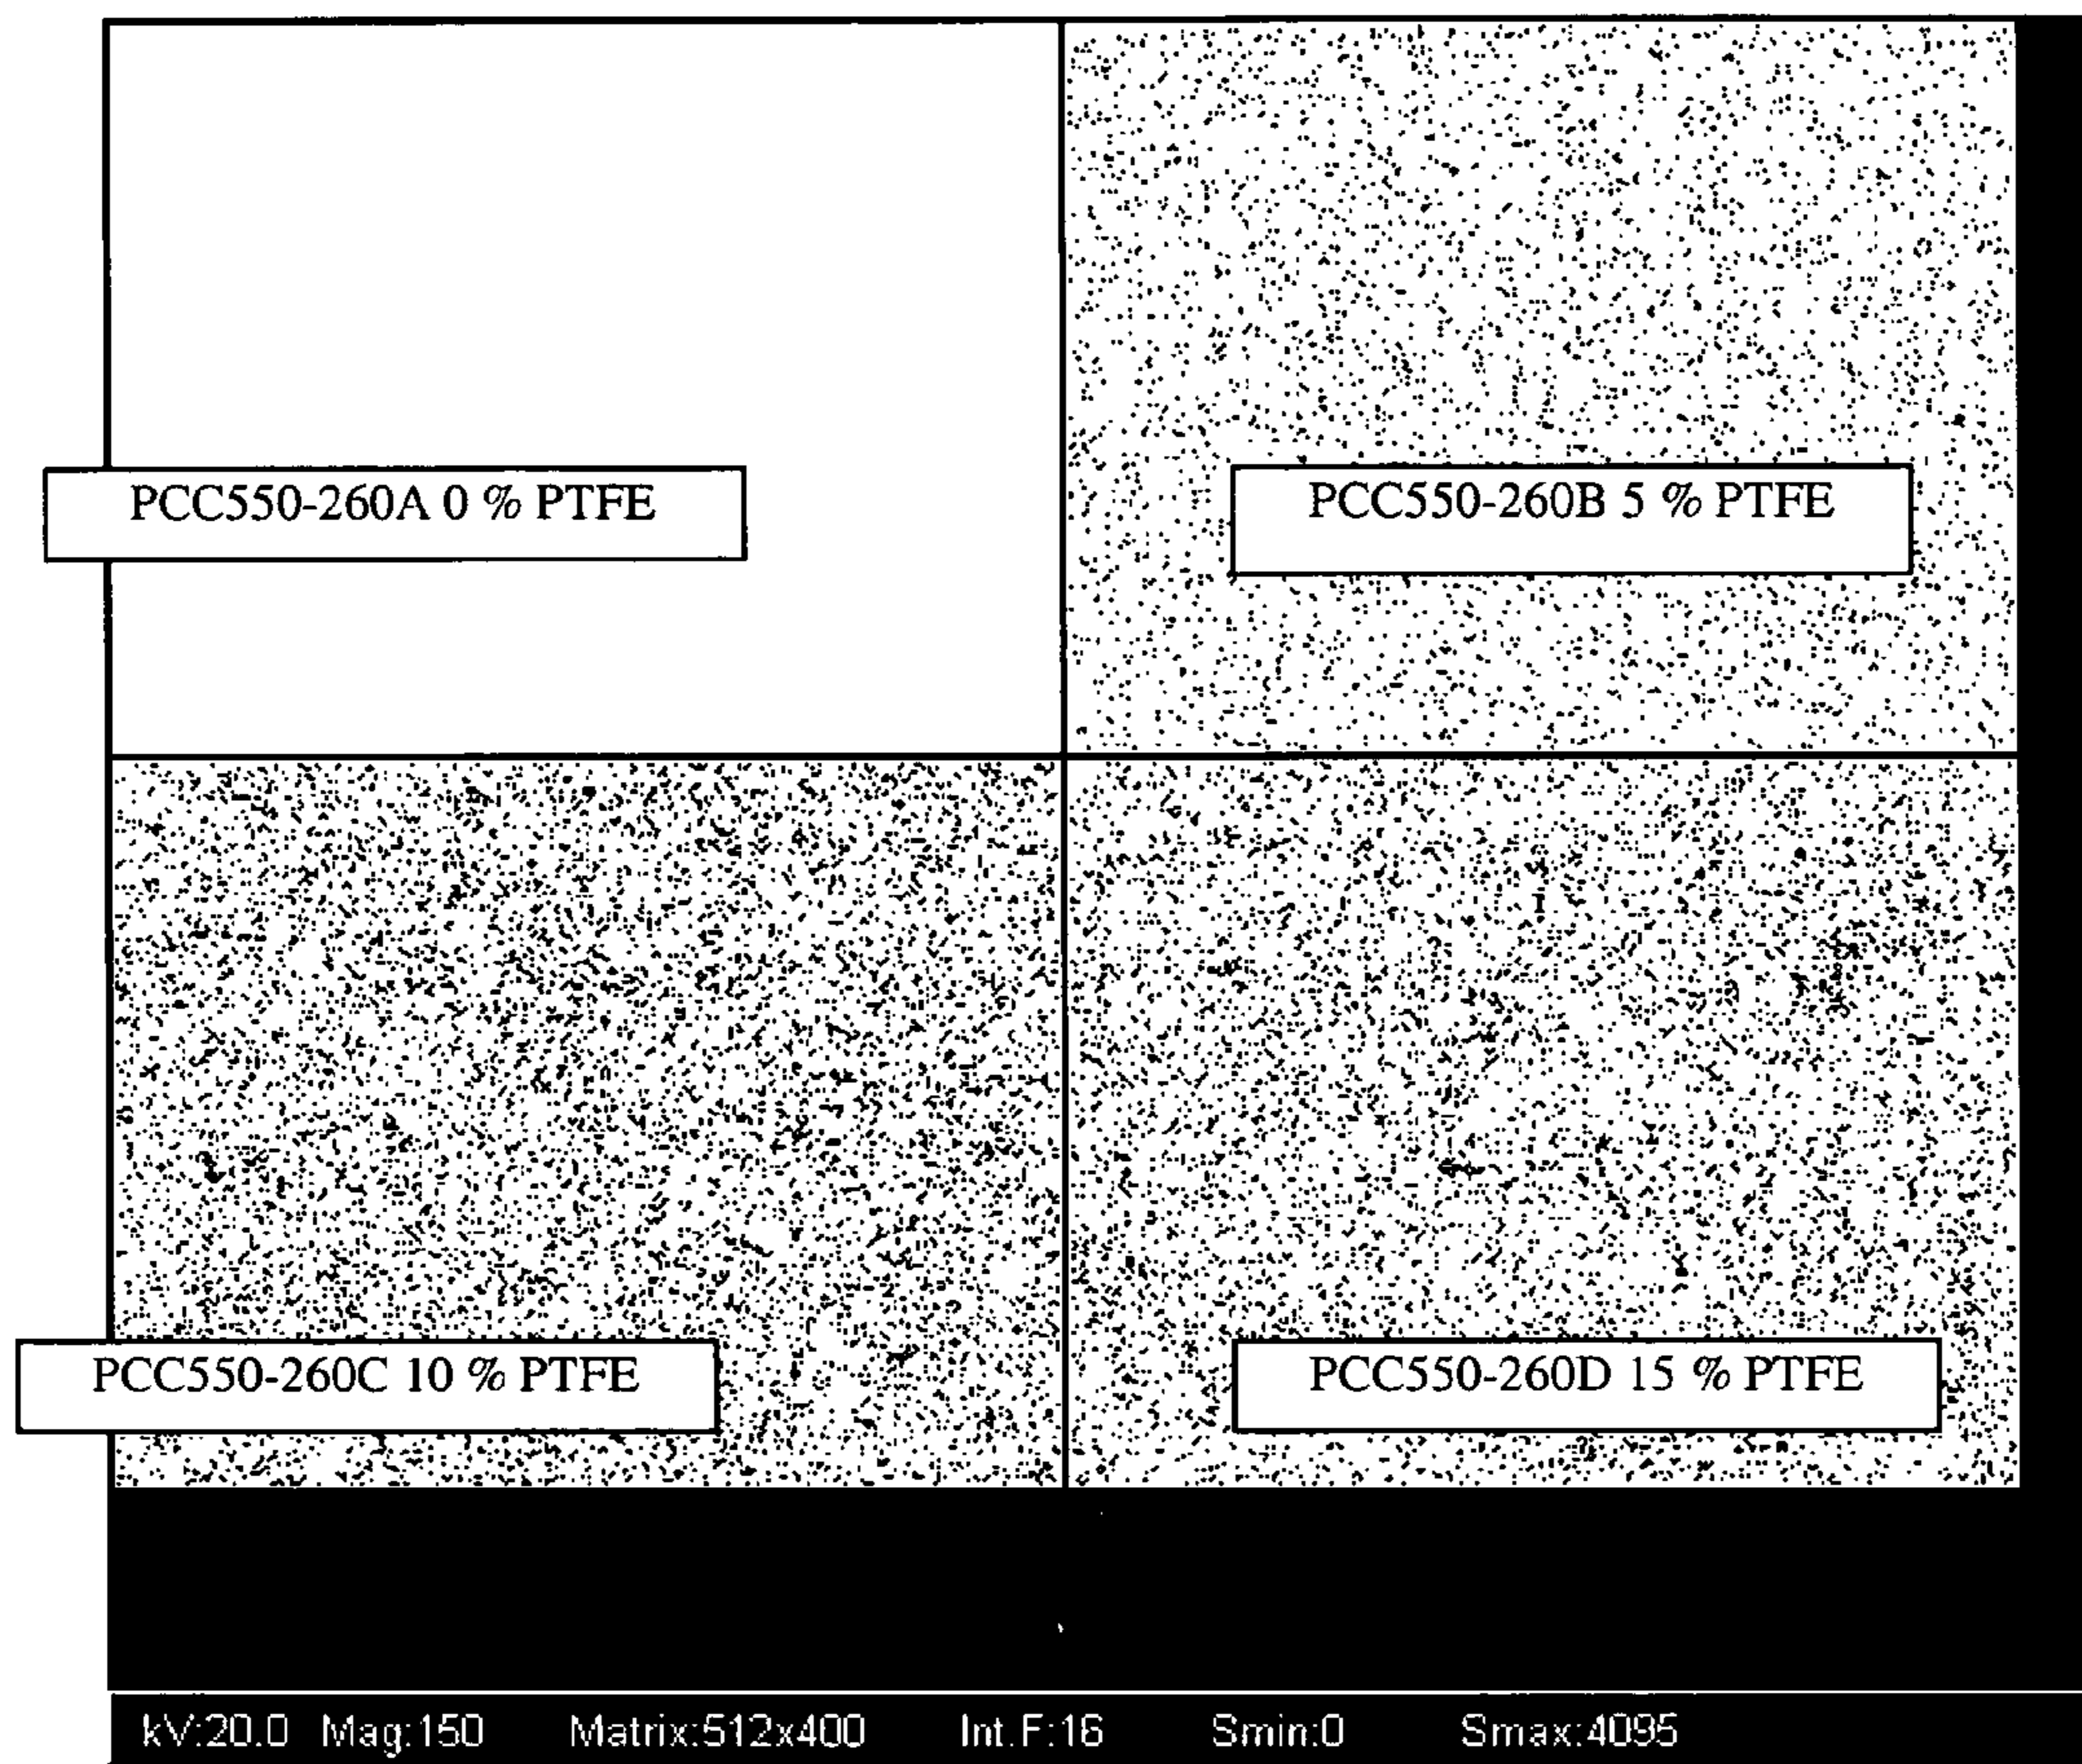 PCC550-260A 0 % PTFE
PCC550-260B 5 % PTFE
PCC550-260C 10 % PTFE
PCC550-260D 15 % PTFE
kV:20.0 Mag:150 Matrix:512x400 Int.F:16 Smin:0 Smax:4095